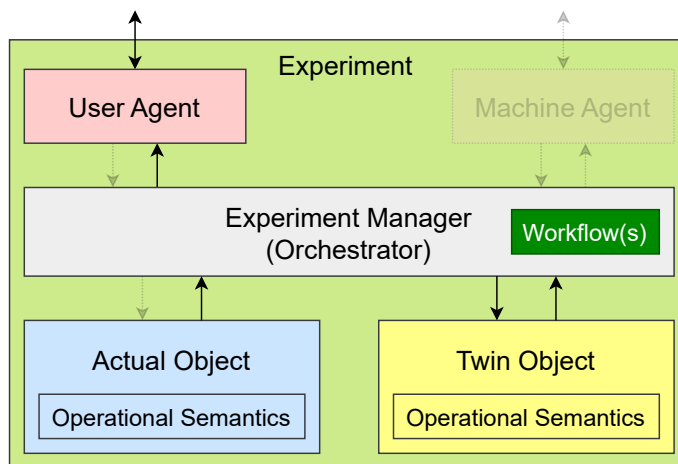 Experiment
User Agent
Machine Agent
Experiment Manager
(Orchestrator)
Workflow(s)
Actual Object
Operational Semantics
Twin Object
Operational Semantics